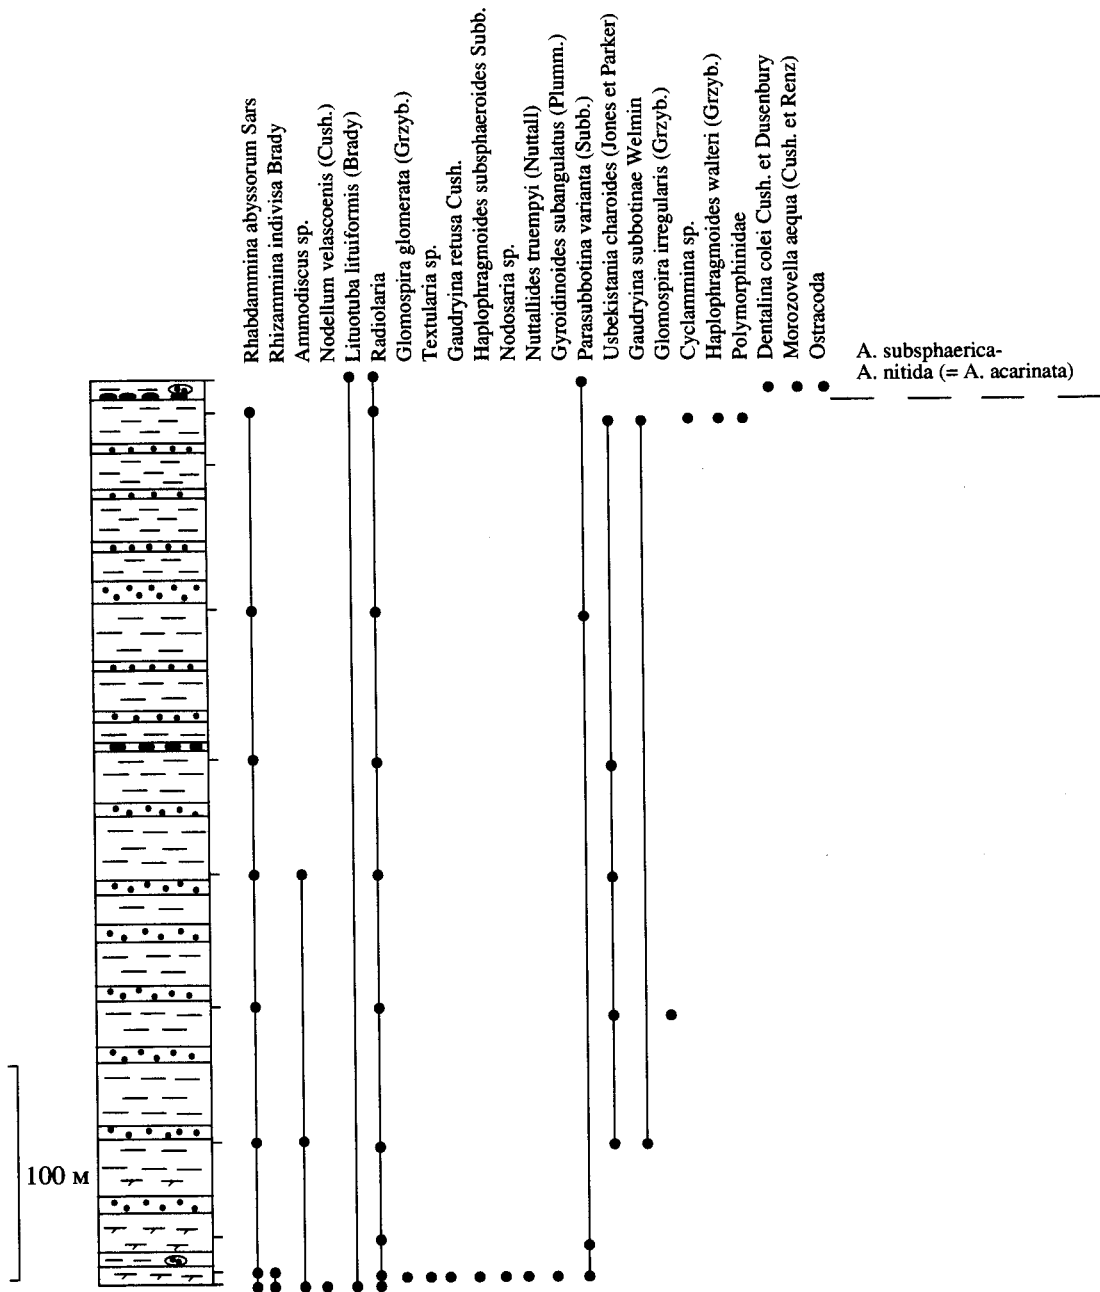 Rhabdammina abyssorum Sars
Rhizammina indivisa Brady
Ammodiscus sp.
Nodellum velascoenis (Cush.)
Lituotuba lituiformis (Brady)
Radiolaria
Glomospira glomerata (Grzyb.)
Textularia sp.
Gaudryina retusa Cush.
Haplophragmoides subsphaeroides Subb.
Nodosaria sp.
Nuttallides truempyi (Nuttall)
Gyroidinoides subangulatus (Plumm.)
Parasubbotina varianta (Subb.)
Usbekistania charoides (Jones et Parker)
Gaudryina subbotinae Welmin
Glomospira irregularis (Grzyb.)
Cyclammina sp.
Haplophragmoides walteri (Grzyb.)
Polymorphinidae
Dentalina colei Cush. et Dusenbury
Morozovella aequa (Cush. et Renz)
Ostracoda
A. subsphaerica-
A. nitida (= A. acarinata)
100 м